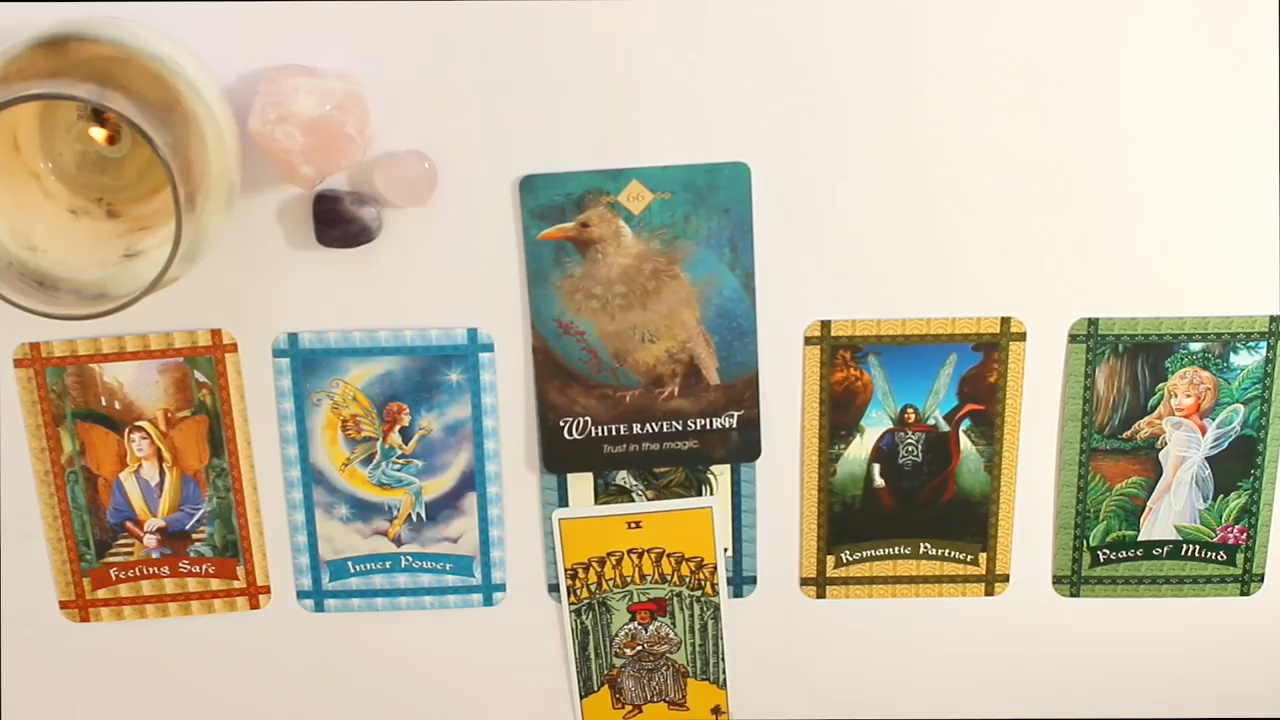 66
WHITE RAVEN SPIRIT
Trust in the magic.
Feeling Safe
Inner Power
Romantic Partner
Peace of Mind
IX